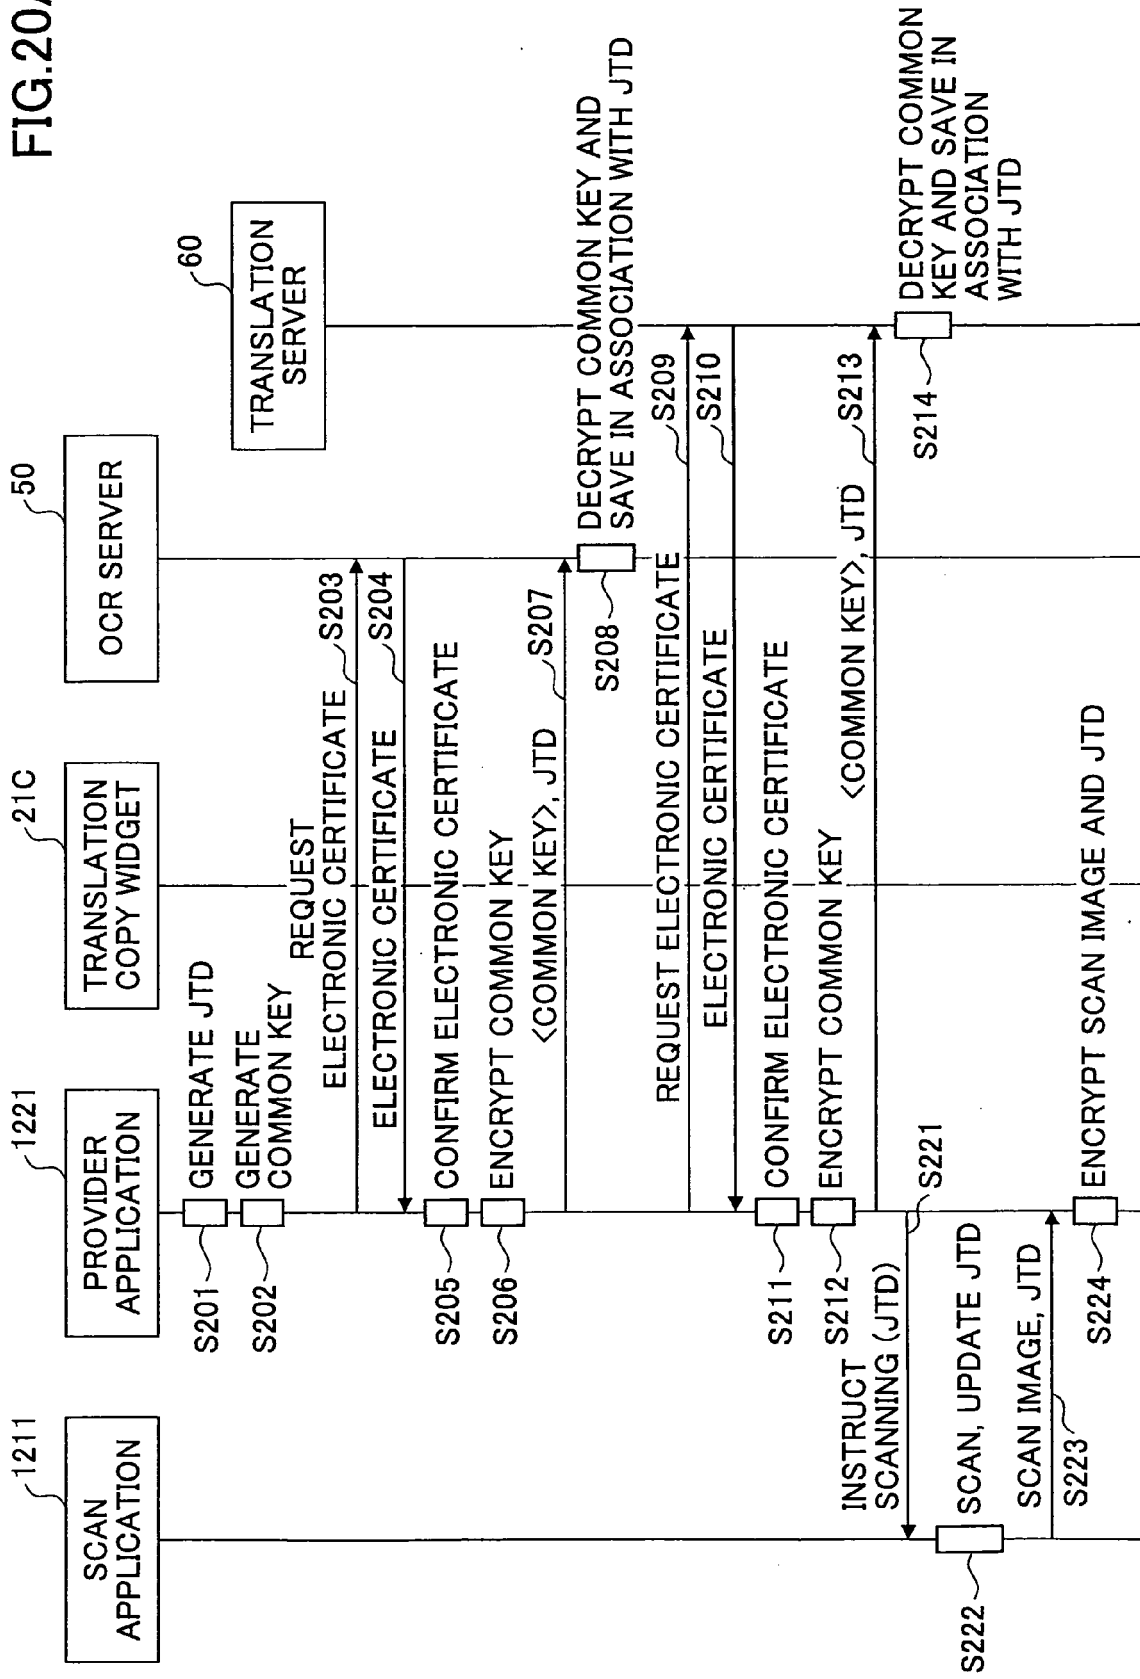 FIG.20A
1211
SCAN
APPLICATION
1221
PROVIDER
APPLICATION
21C
TRANSLATION
COPY WIDGET
50
OCR SERVER
60
TRANSLATION
SERVER
S201
GENERATE JTD
S202
GENERATE
COMMON KEY
REQUEST
ELECTRONIC CERTIFICATE
S203
ELECTRONIC CERTIFICATE
S204
S205
CONFIRM ELECTRONIC CERTIFICATE
S206
ENCRYPT COMMON KEY
<COMMON KEY>, JTD
S207
S208
DECRYPT COMMON KEY AND
SAVE IN ASSOCIATION WITH JTD
REQUEST ELECTRONIC CERTIFICATE
S209
ELECTRONIC CERTIFICATE
S210
S211
CONFIRM ELECTRONIC CERTIFICATE
S212
ENCRYPT COMMON KEY
<COMMON KEY>, JTD
S213
S214
DECRYPT COMMON
KEY AND SAVE IN
ASSOCIATION
WITH JTD
INSTRUCT
SCANNING (JTD)
S221
S222
SCAN, UPDATE JTD
SCAN IMAGE, JTD
S223
S224
ENCRYPT SCAN IMAGE AND JTD